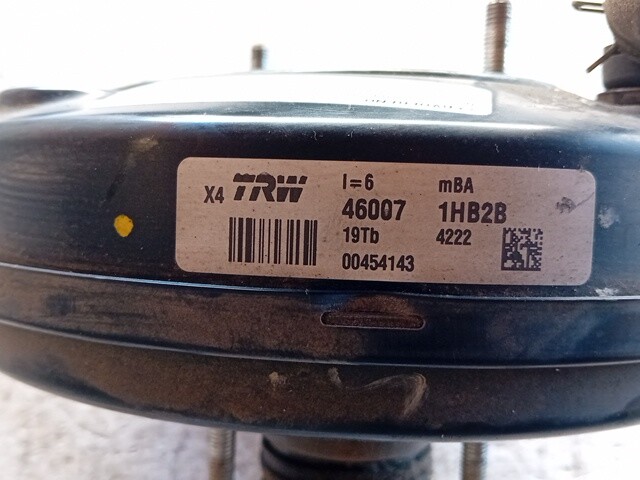 X4 TRW I=6 mBA
46007 1HB2B
19Tb 4222
00454143